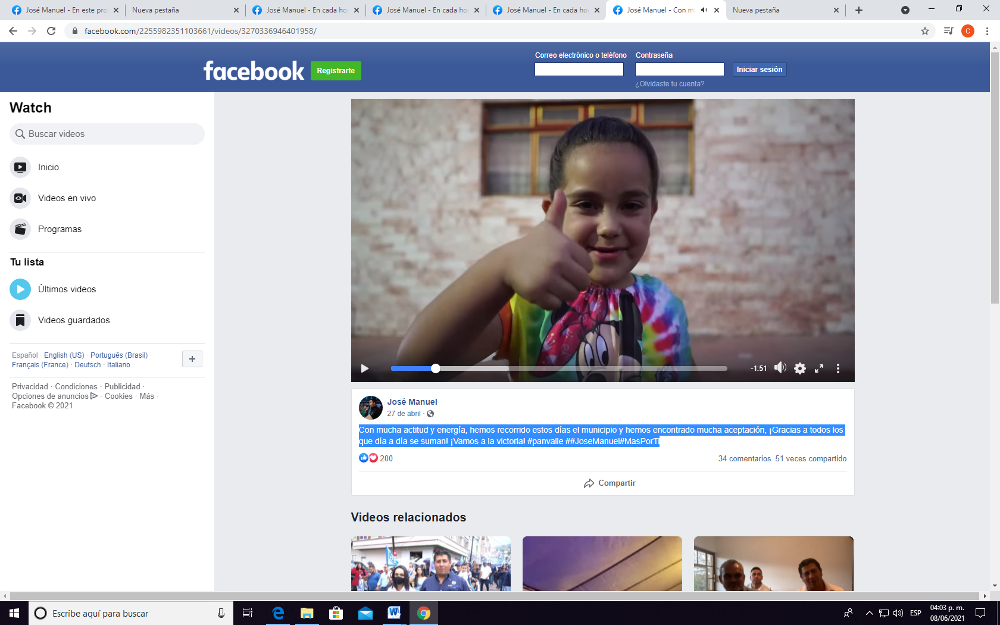 José Manuel - En este pro
Nueva pestaña
José Manuel - En cada ho
José Manuel - En cada ho
José Manuel - En cada ho
José Manuel - Con m
Nueva pestaña
facebook.com/2255982351103661/videos/3270336946401958/
C
facebook
Registrarte
Correo electrónico o teléfono
Contraseña
Iniciar sesión
¿Olvidaste tu cuenta?
Watch
Buscar videos
Inicio
Videos en vivo
Programas
Tu lista
Últimos videos
Videos guardados
Español · English (US) · Português (Brasil) ·
Français (France) · Deutsch · Italiano
Privacidad · Condiciones · Publicidad ·
Opciones de anuncios · Cookies · Más ·
Facebook © 2021
-1:51
José Manuel
27 de abril ·
Con mucha actitud y energía, hemos recorrido estos días el municipio y hemos encontrado mucha aceptación, ¡Gracias a todos los
que día a día se suman! ¡Vamos a la victoria! #panvalle ##JoseManuel#MasPorTi
200
34 comentarios 51 veces compartido
Compartir
Videos relacionados
Escribe aquí para buscar
ESP
04:03 p. m.
08/06/2021